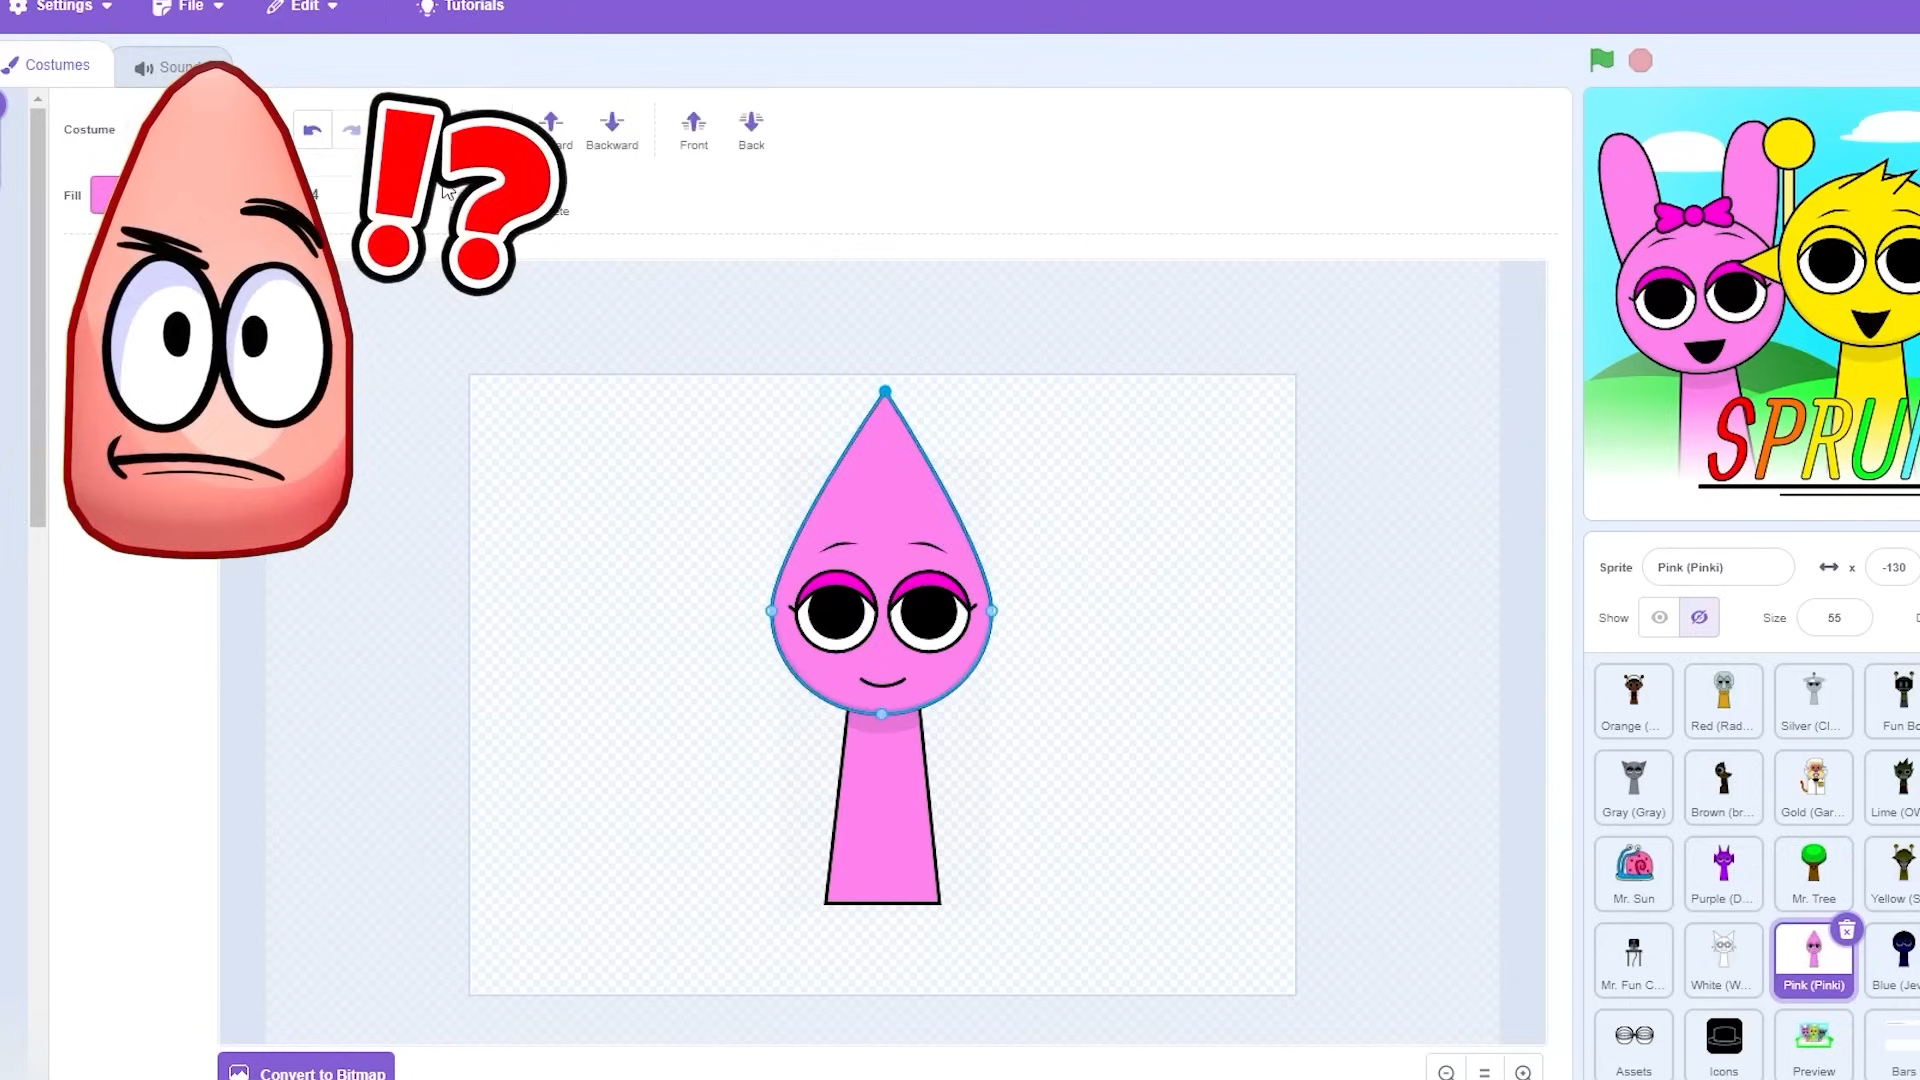 Settings File Edit Tutorials
Costumes
Costume
Backward Front Back
Fill
!?
SPRU
Sprite Pink (Pinki) x -130
Show Size 55
Orange (... Red (Rad... Silver (Cl...
Gray (Gray) Brown (br... Gold (Gar...
Mr. Sun Purple (D... Mr. Tree
Mr. Fun C... White (W... Pink (Pinki)
Assets Icons Preview Bars
Convert to Bitmap